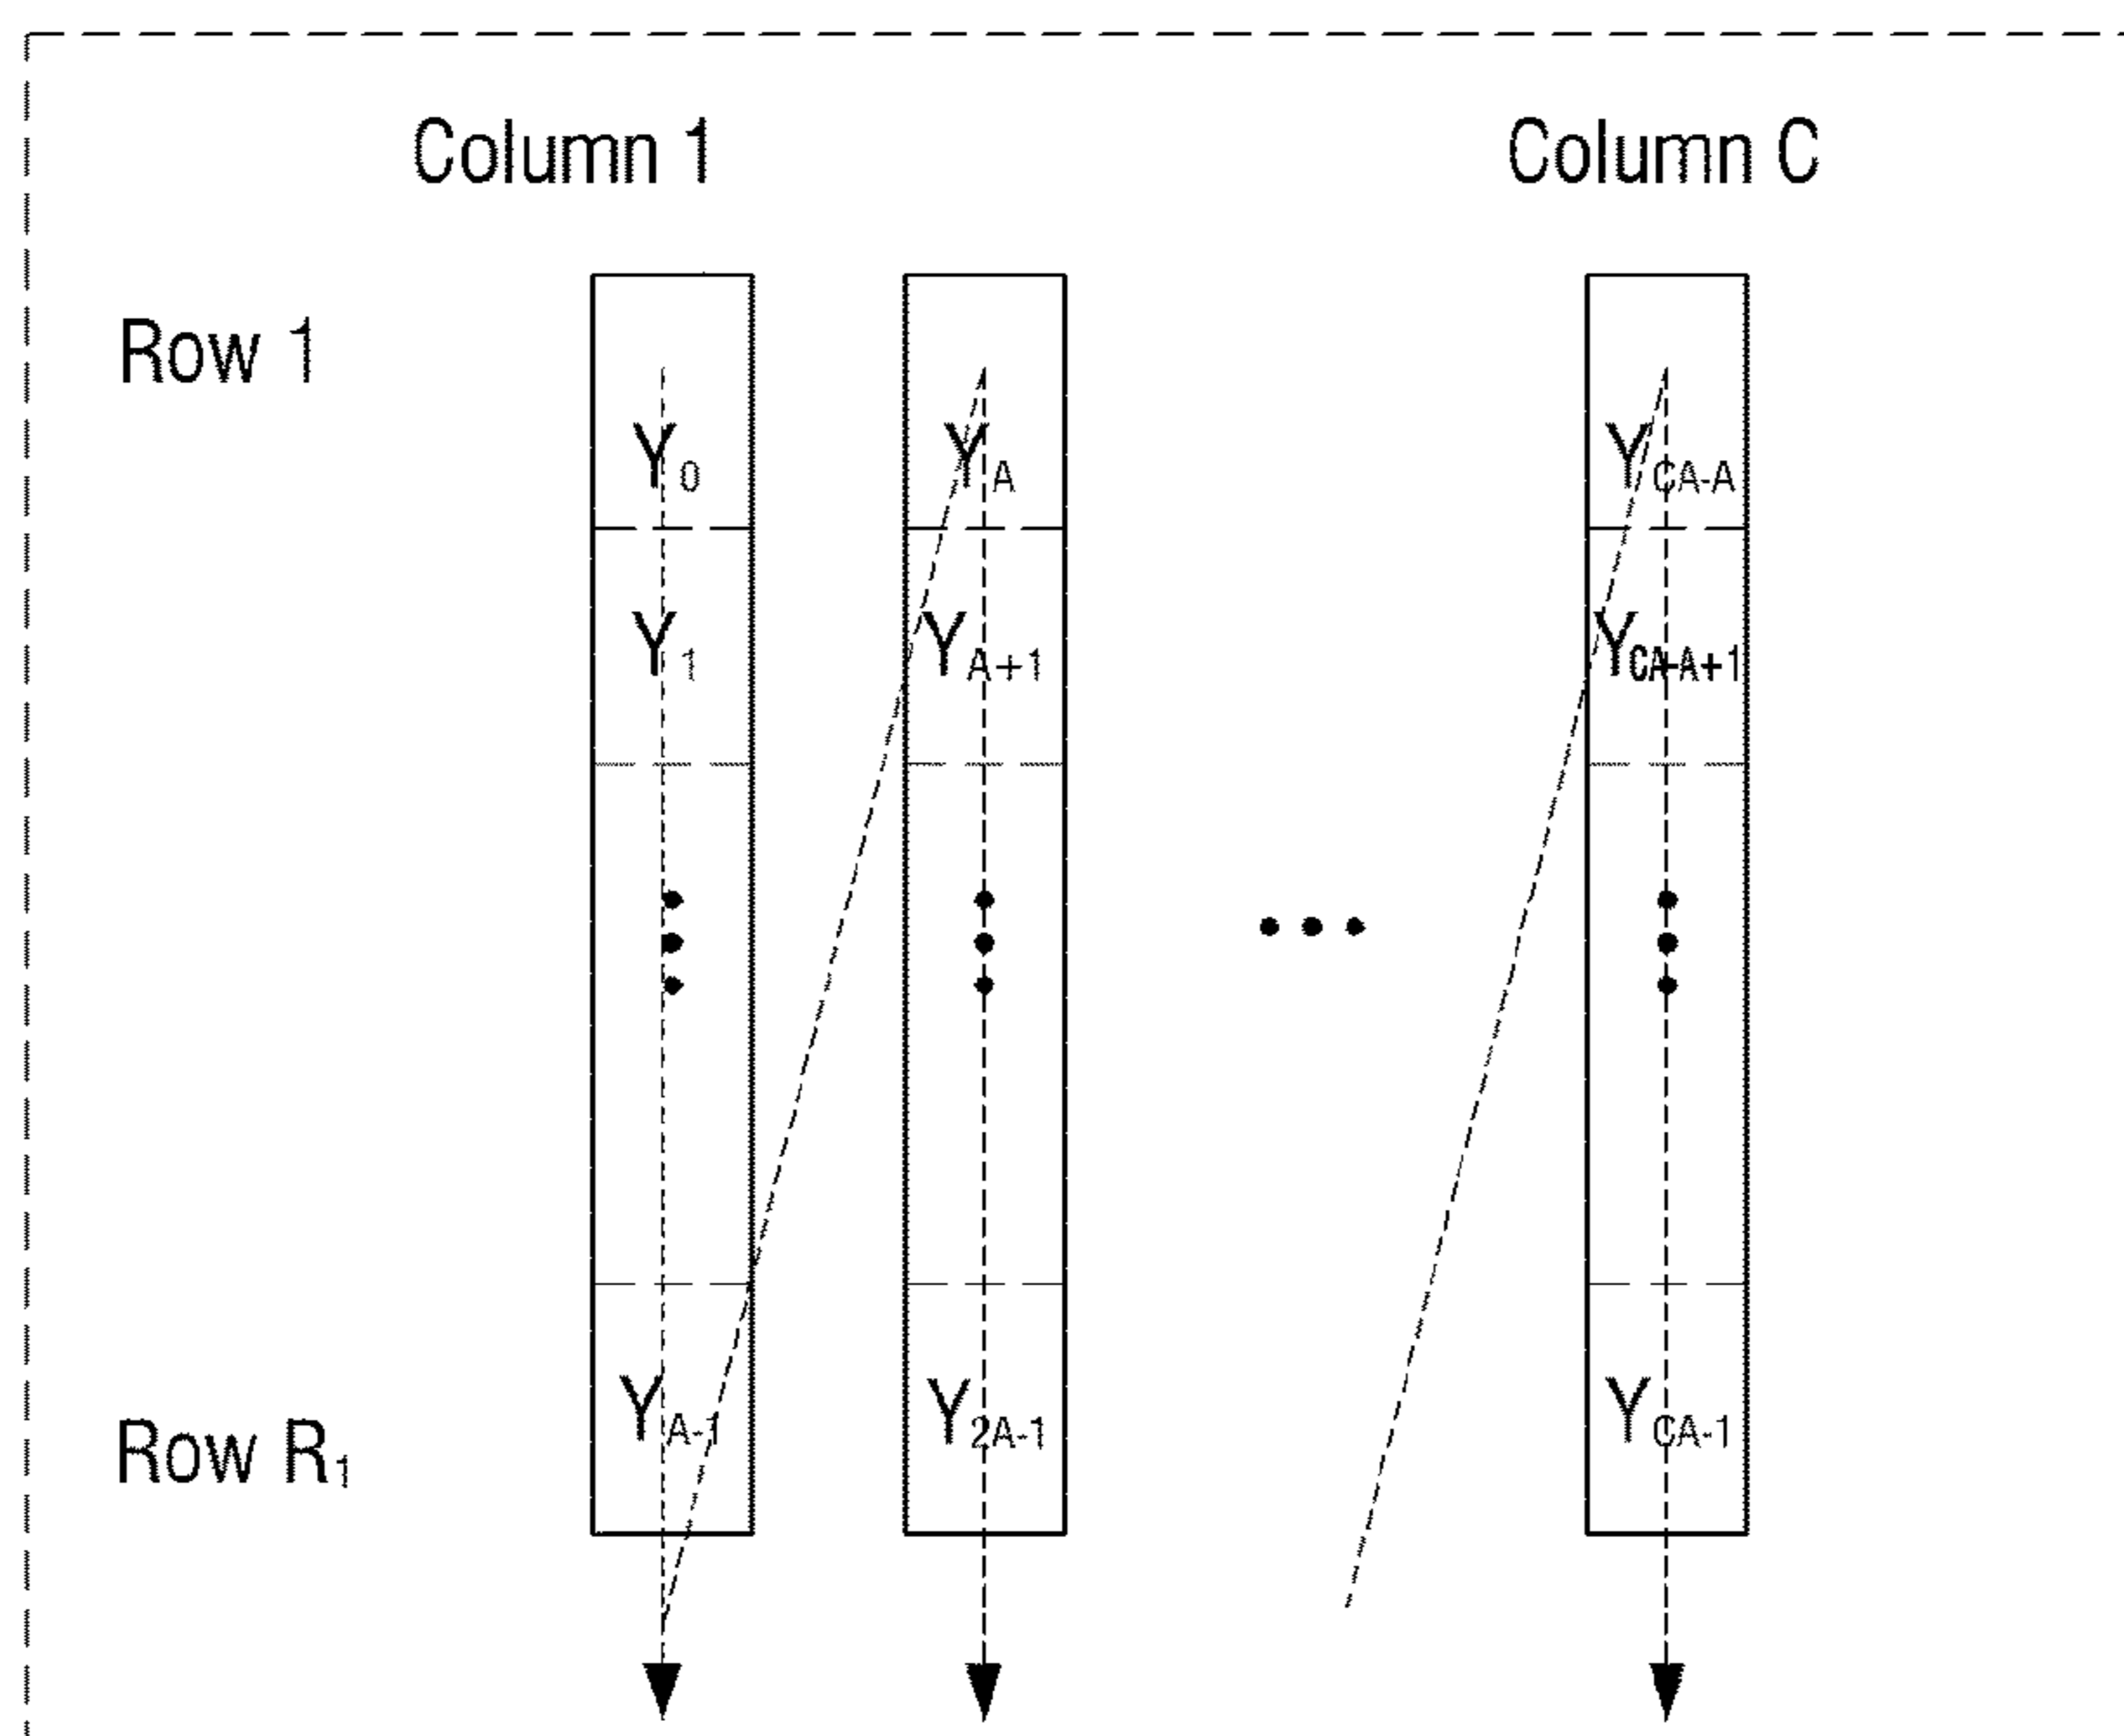 Column 1 Column C
Row 1
Y0 YA YCA-A
Y1 YA+1 YCA-A+1
YA-1 Y2A-1 YCA-1
Row R1